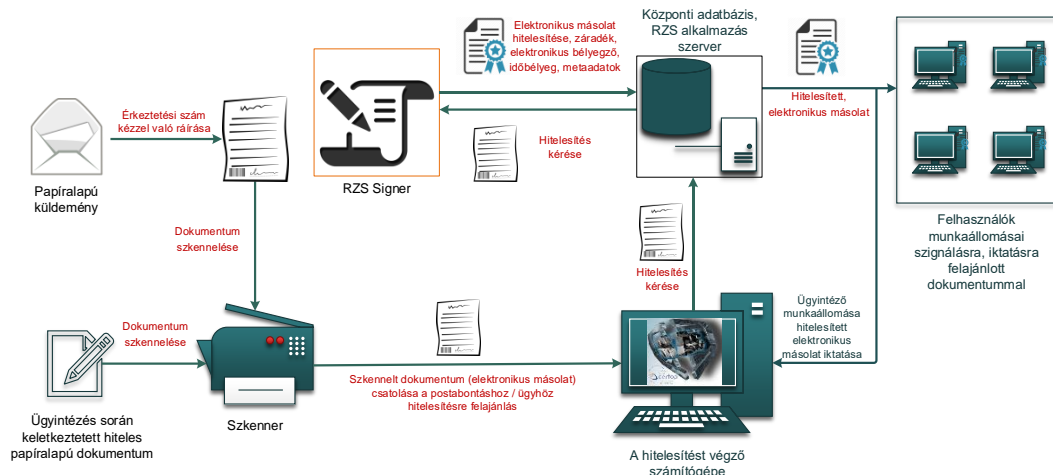 Elektronikus másolat
hitelesítése, záradék,
elektronikus bélyegző,
időbélyeg, metaadatok
Központi adatbázis,
RZS alkalmazás
szerver
Érkeztetési szám
kézzel való ráírása
Hitelesített,
elektronikus másolat
Hitelesítés
kérése
Papíralapú
küldemény
RZS Signer
Dokumentum
szkennelése
Felhasználók
munkaállomásai
szignálásra, iktatásra
felajánlott
dokumentummal
Hitelesítés
kérése
Dokumentum
szkennelése
Ügyintéző
munkaállomása
hitelesített
elektronikus
másolat iktatása
Szkennelt dokumentum (elektronikus másolat)
csatolása a postabontáshoz / ügyhöz
hitelesítésre felajánlás
Ügyintézés során
keletkeztetett hiteles
papíralapú dokumentum
Szkenner
A hitelesítést végző
számítógépe